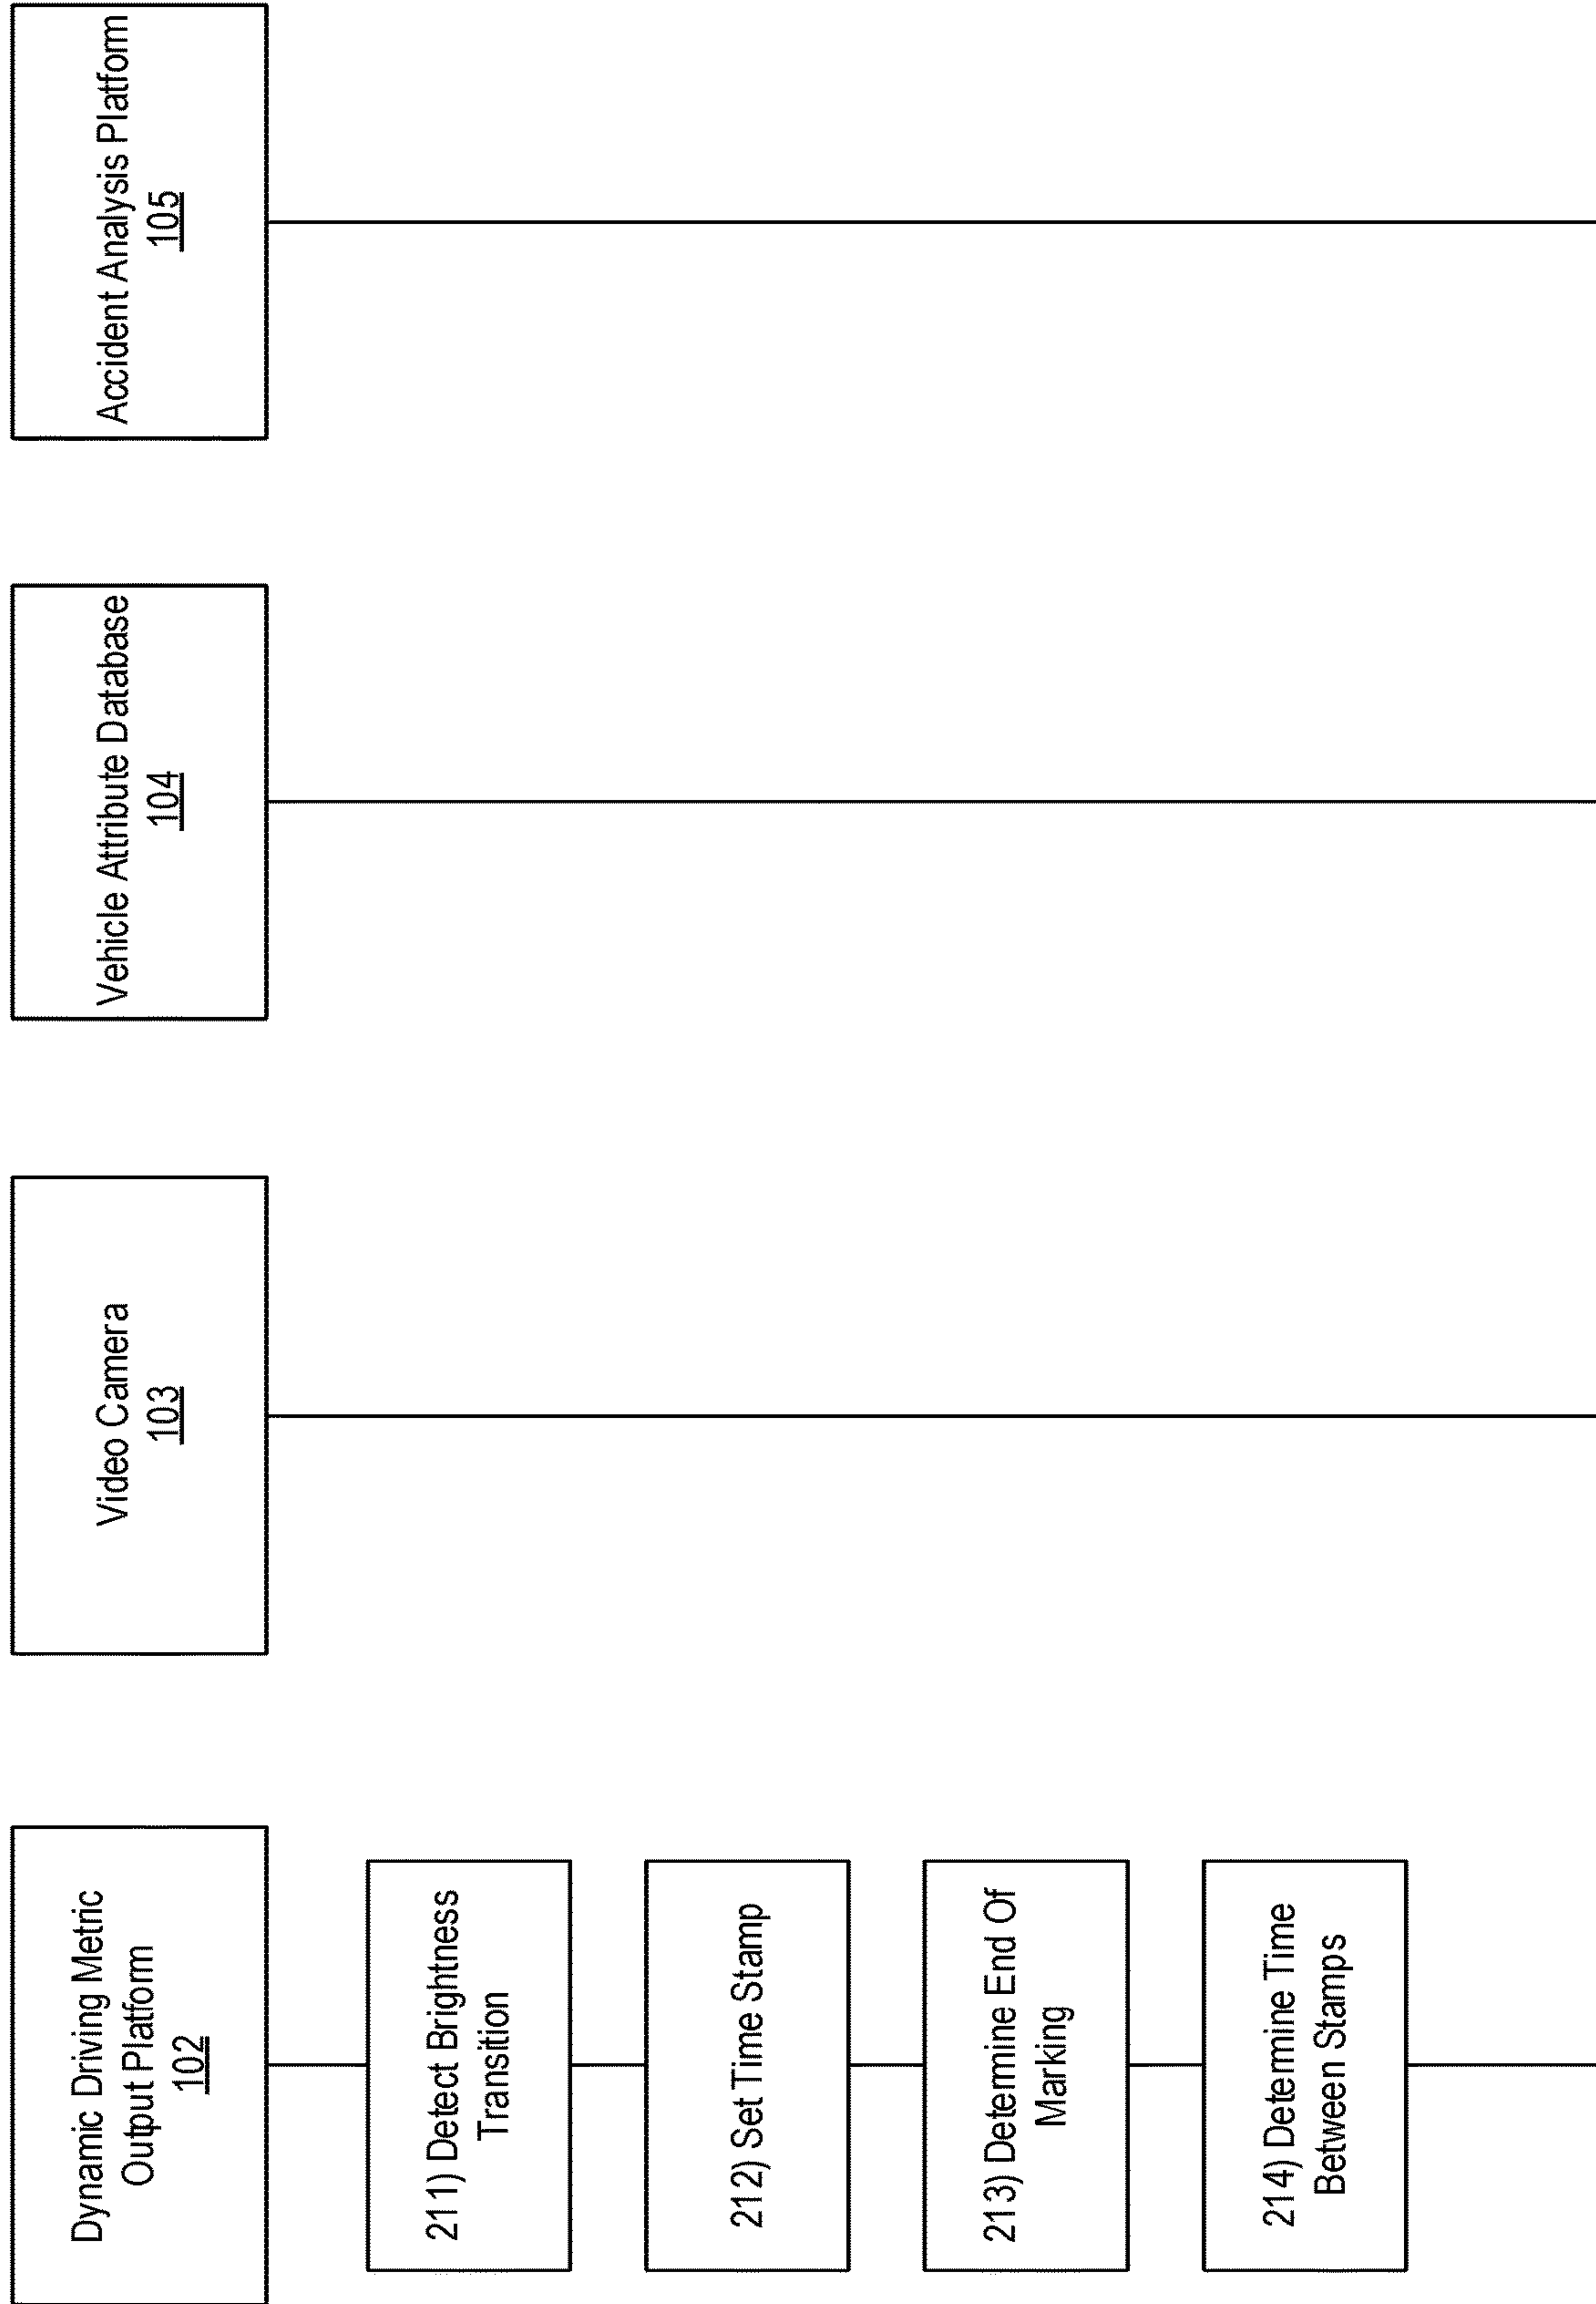 Dynamic Driving Metric
Output Platform
102
Video Camera
103
Vehicle Attribute Database
104
Accident Analysis Platform
105
211) Detect Brightness
Transition
212) Set Time Stamp
213) Determine End Of
Marking
214) Determine Time
Between Stamps